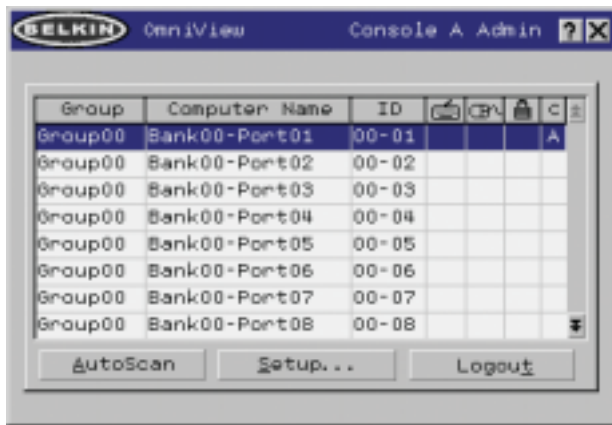 BELKIN OmniView Console A Admin ? X
Group Computer Name ID C
Group00 Bank00-Port01 00-01 A
Group00 Bank00-Port02 00-02
Group00 Bank00-Port03 00-03
Group00 Bank00-Port04 00-04
Group00 Bank00-Port05 00-05
Group00 Bank00-Port06 00-06
Group00 Bank00-Port07 00-07
Group00 Bank00-Port08 00-08
AutoScan Setup... Logout